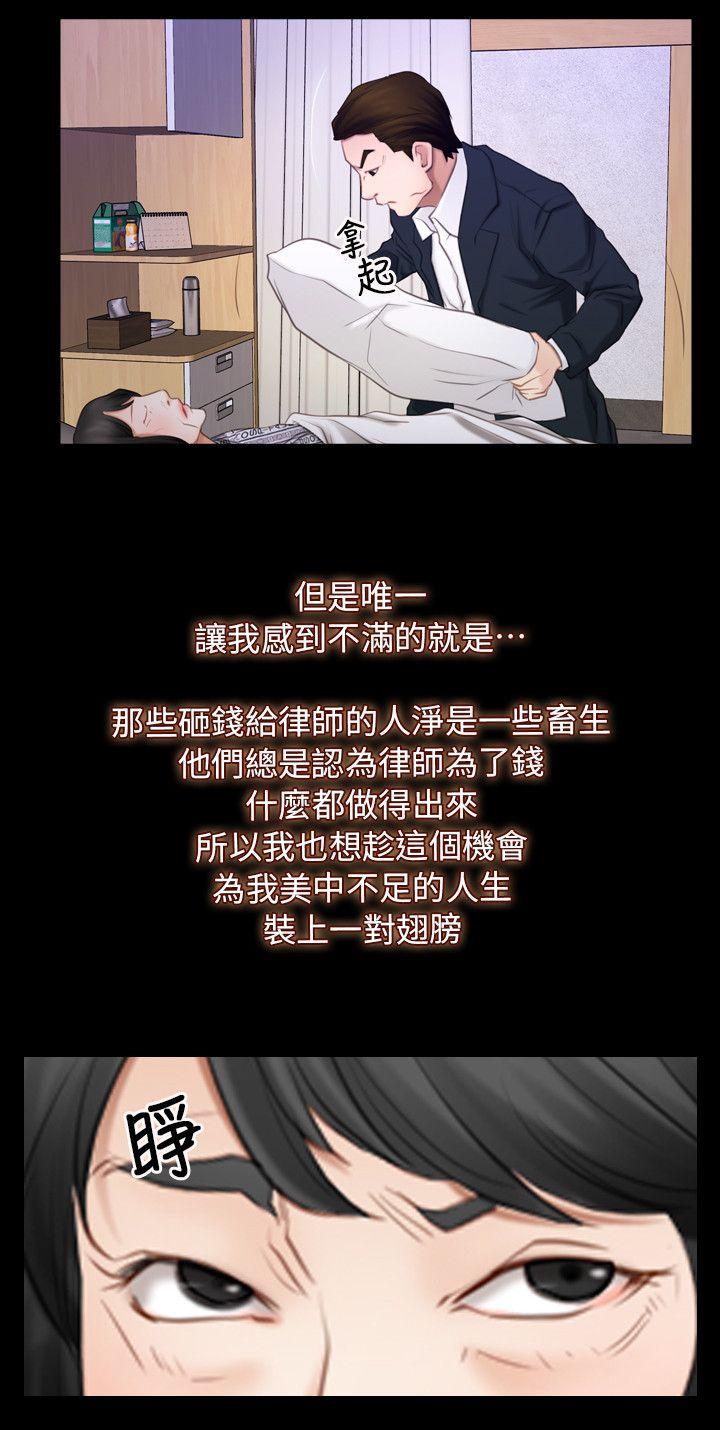 拿起
但是唯一
讓我感到不滿的就是…
那些砸錢給律師的人淨是一些畜生
他們總是認為律師為了錢
什麼都做得出來
所以我也想趁這個機會
為我美中不足的人生
裝上一對翅膀
睜